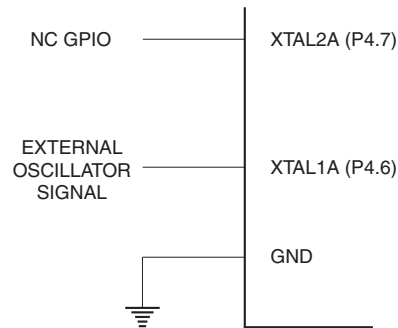 NC GPIO
XTAL2A (P4.7)
EXTERNAL
OSCILLATOR
SIGNAL
XTAL1A (P4.6)
GND